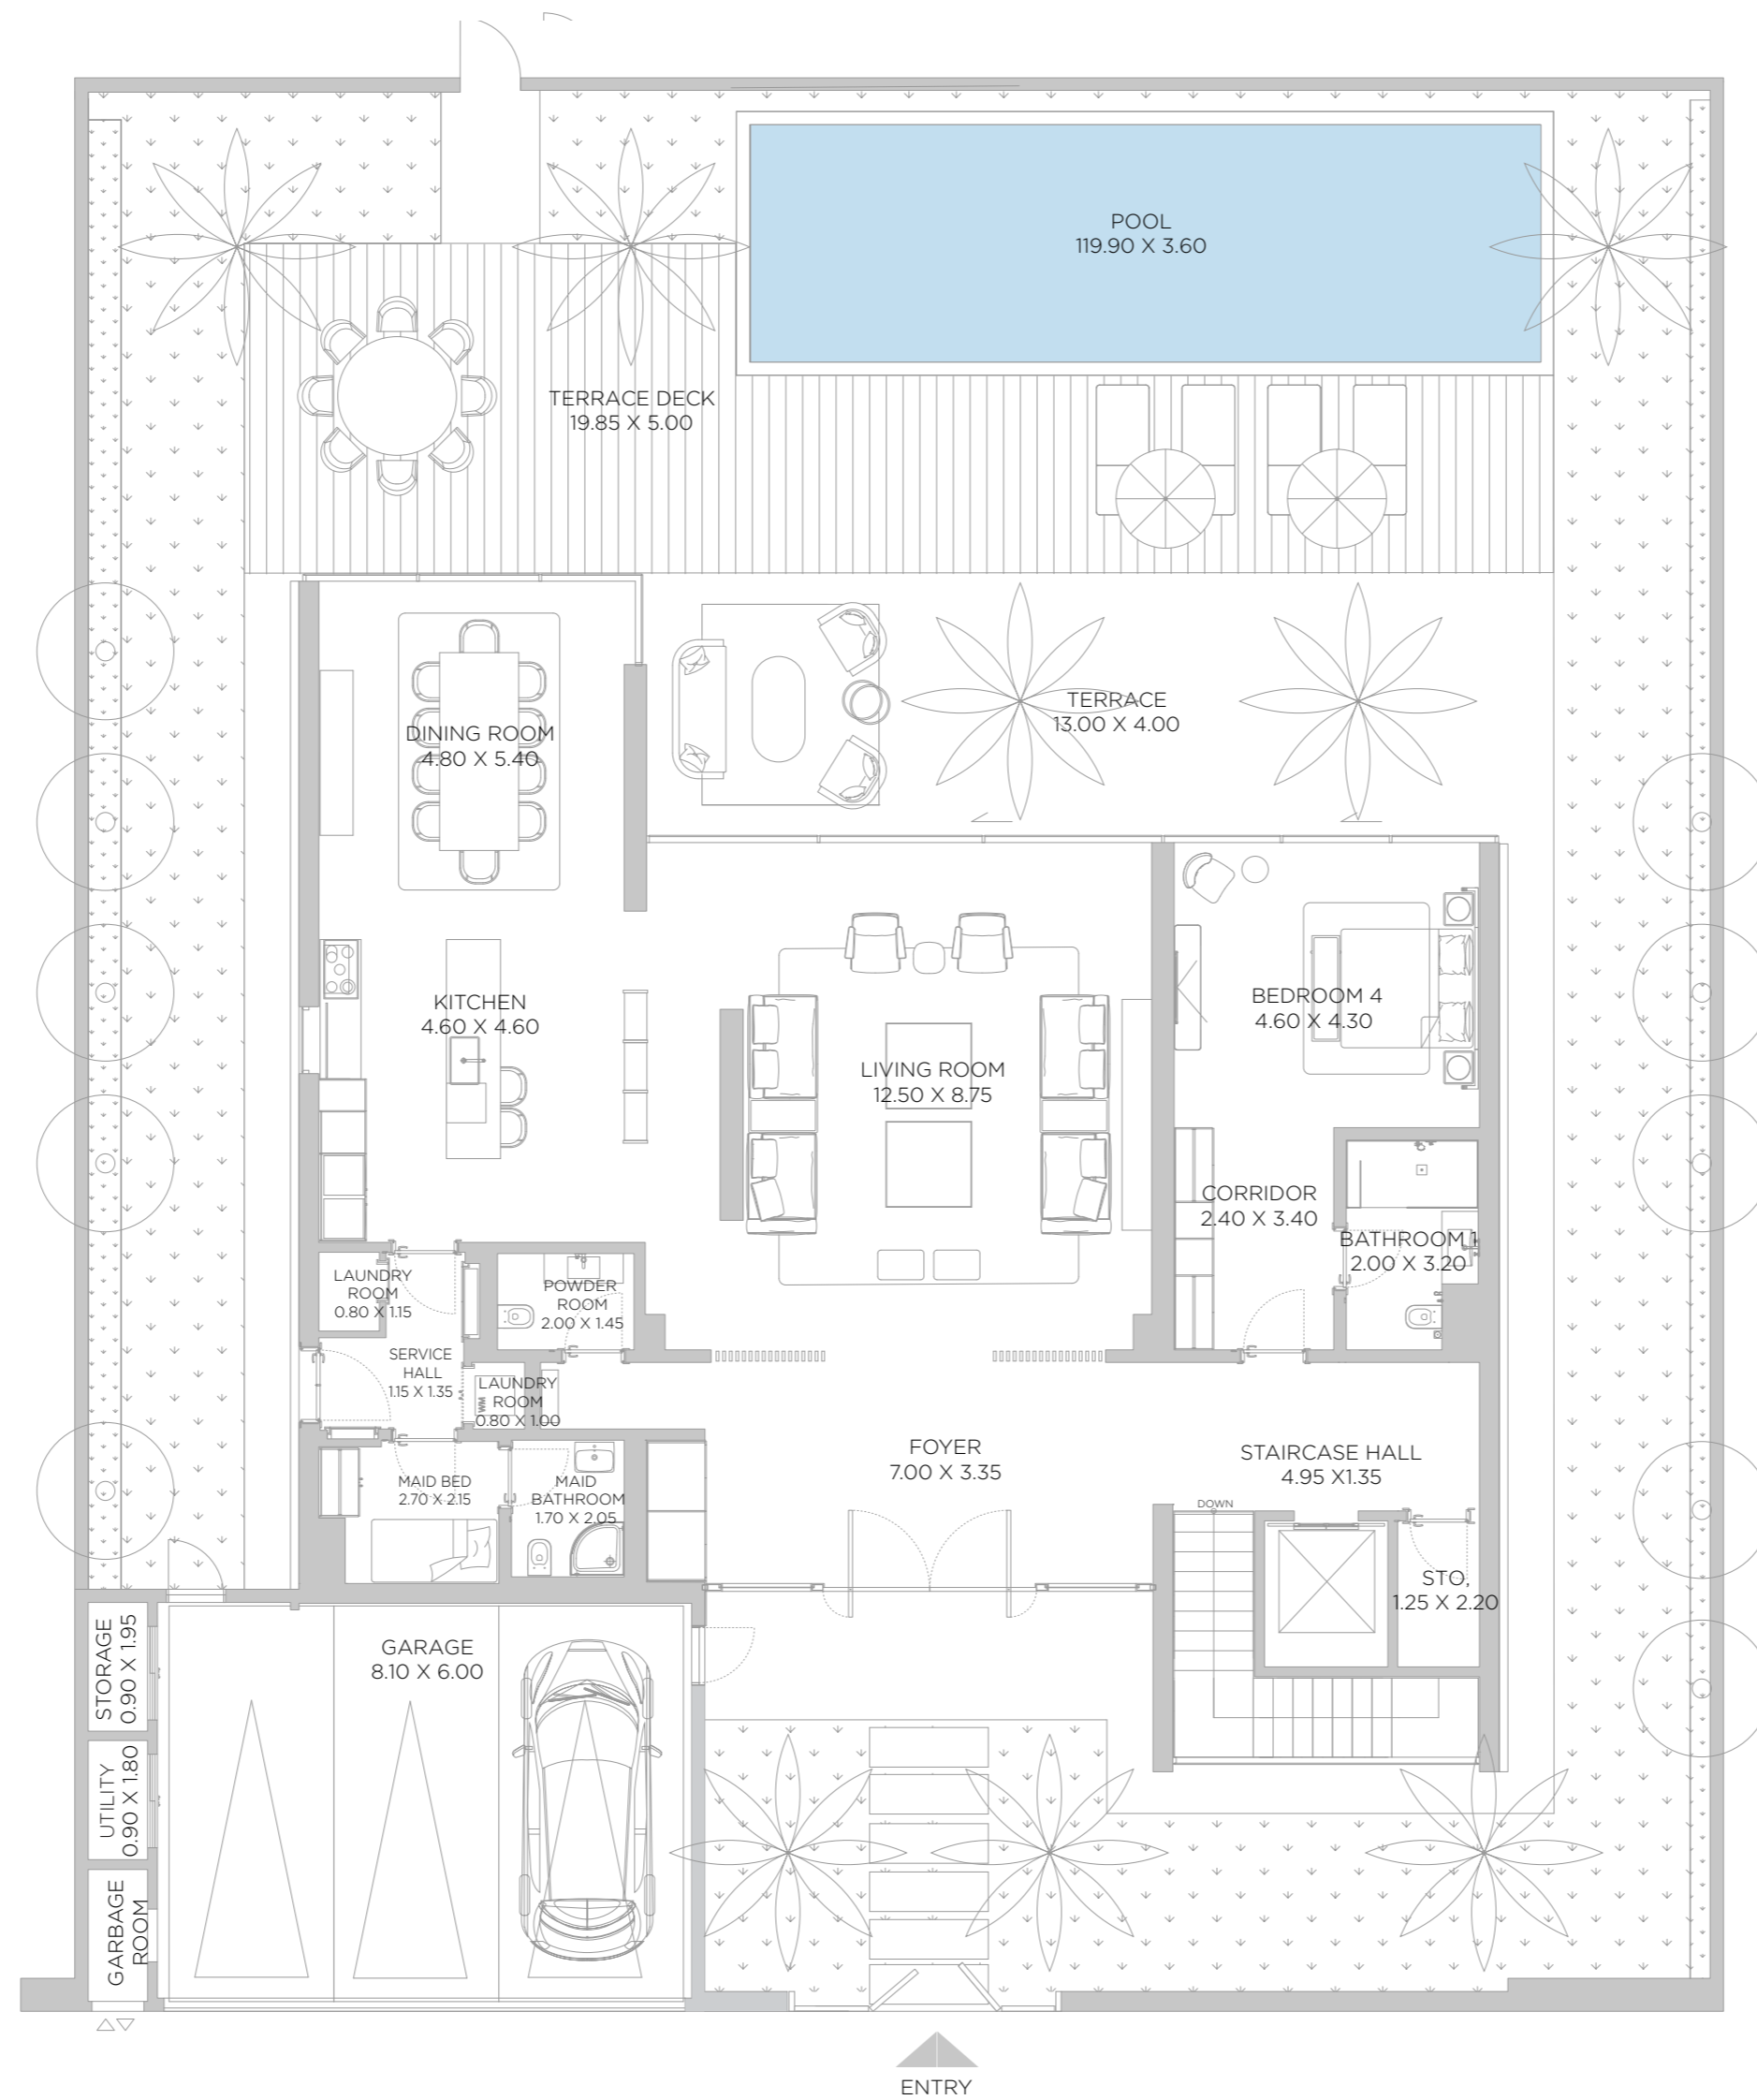 POOL
119.90 X 3.60
TERRACE DECK
19.85 X 5.00
TERRACE
13.00 X 4.00
DINING ROOM
4.80 X 5.40
KITCHEN
4.60 X 4.60
BEDROOM 4
4.60 X 4.30
LIVING ROOM
12.50 X 8.75
CORRIDOR
2.40 X 3.40
BATHROOM 1
2.00 X 3.20
LAUNDRY
ROOM
0.80 X 1.15
POWDER
ROOM
2.00 X 1.45
SERVICE
HALL
1.15 X 1.35
LAUNDRY
ROOM
0.80 X 1.00
WM
FOYER
7.00 X 3.35
STAIRCASE HALL
4.95 X1.35
MAID BED
2.70 X 2.15
MAID
BATHROOM
1.70 X 2.05
DOWN
STO,
1.25 X 2.20
GARAGE
8.10 X 6.00
STORAGE
0.90 X 1.95
UTILITY
0.90 X 1.80
GARBAGE
ROOM
ENTRY